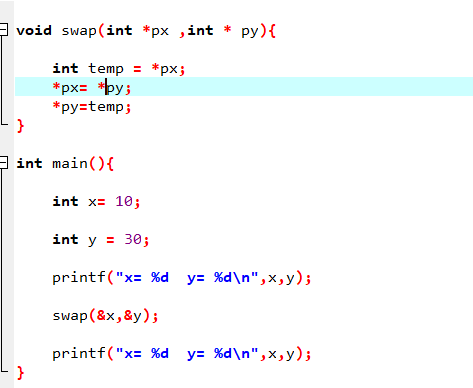 void swap(int *px ,int * py){
int temp = *px;
*px= *py;
*py=temp;
}
int main(){
int x= 10;
int y = 30;
printf("x= %d  y= %d\n",x,y);
swap(&x,&y);
printf("x= %d  y= %d\n",x,y);
}